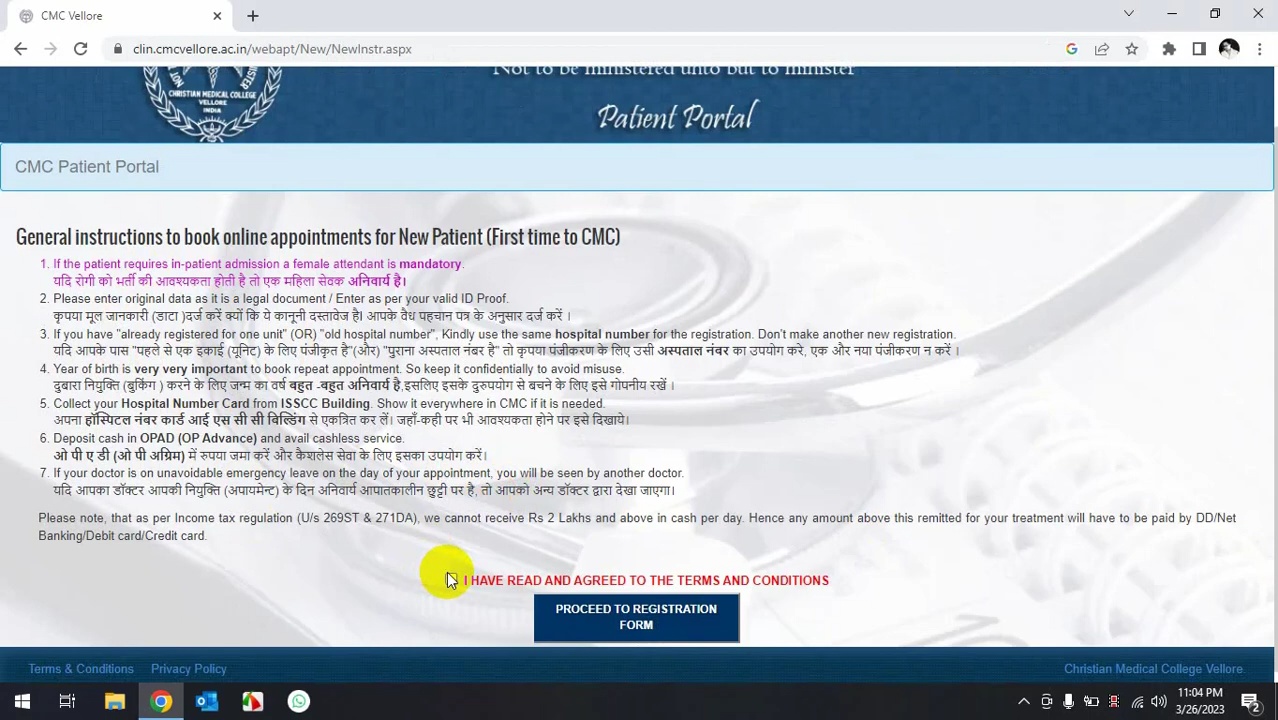 CMC Vellore
clin.cmcvellore.ac.in/webapt/New/NewInstr.aspx
Not to be ministered unto but to minister
CHRISTIAN MEDICAL COLLEGE
VELLORE
INDIA
Patient Portal
CMC Patient Portal
General instructions to book online appointments for New Patient (First time to CMC)
1. If the patient requires in-patient admission a female attendant is mandatory.
यदि रोगी को भर्ती की आवश्यकता होती है तो एक महिला सेवक अनिवार्य है।
2. Please enter original data as it is a legal document / Enter as per your valid ID Proof.
कृपया मूल जानकारी (डाटा )दर्ज करें क्यों कि ये कानूनी दस्तावेज है। आपके वैध पहचान पत्र के अनुसार दर्ज करें ।
3. If you have "already registered for one unit" (OR) "old hospital number", Kindly use the same hospital number for the registration. Don't make another new registration.
यदि आपके पास "पहले से एक इकाई (यूनिट) के लिए पंजीकृत है"(और) "पुराना अस्पताल नंबर है" तो कृपया पंजीकरण के लिए उसी अस्पताल नंबर का उपयोग करे, एक और नया पंजीकरण न करें ।
4. Year of birth is very very important to book repeat appointment. So keep it confidentially to avoid misuse.
दुबारा नियुक्ति (बुकिंग ) करने के लिए जन्म का वर्ष बहुत -बहुत अनिवार्य है,इसलिए इसके दुरुपयोग से बचने के लिए इसे गोपनीय रखें ।
5. Collect your Hospital Number Card from ISSCC Building. Show it everywhere in CMC if it is needed.
अपना हॉस्पिटल नंबर कार्ड आई एस सी सी बिल्डिंग से एकत्रित कर लें। जहाँ-कही पर भी आवश्यकता होने पर इसे दिखाये।
6. Deposit cash in OPAD (OP Advance) and avail cashless service.
ओ पी ए डी (ओ पी अग्रिम) में रुपया जमा करें और कैशलेस सेवा के लिए इसका उपयोग करें।
7. If your doctor is on unavoidable emergency leave on the day of your appointment, you will be seen by another doctor.
यदि आपका डॉक्टर आपकी नियुक्ति (अपायमेन्ट) के दिन अनिवार्य आपातकालीन छुट्टी पर है, तो आपको अन्य डॉक्टर द्वारा देखा जाएगा।
Please note, that as per Income tax regulation (U/s 269ST & 271DA), we cannot receive Rs 2 Lakhs and above in cash per day. Hence any amount above this remitted for your treatment will have to be paid by DD/Net
Banking/Debit card/Credit card.
I HAVE READ AND AGREED TO THE TERMS AND CONDITIONS
PROCEED TO REGISTRATION
FORM
Terms & Conditions Privacy Policy Christian Medical College Vellore.
11:04 PM
3/26/2023
2